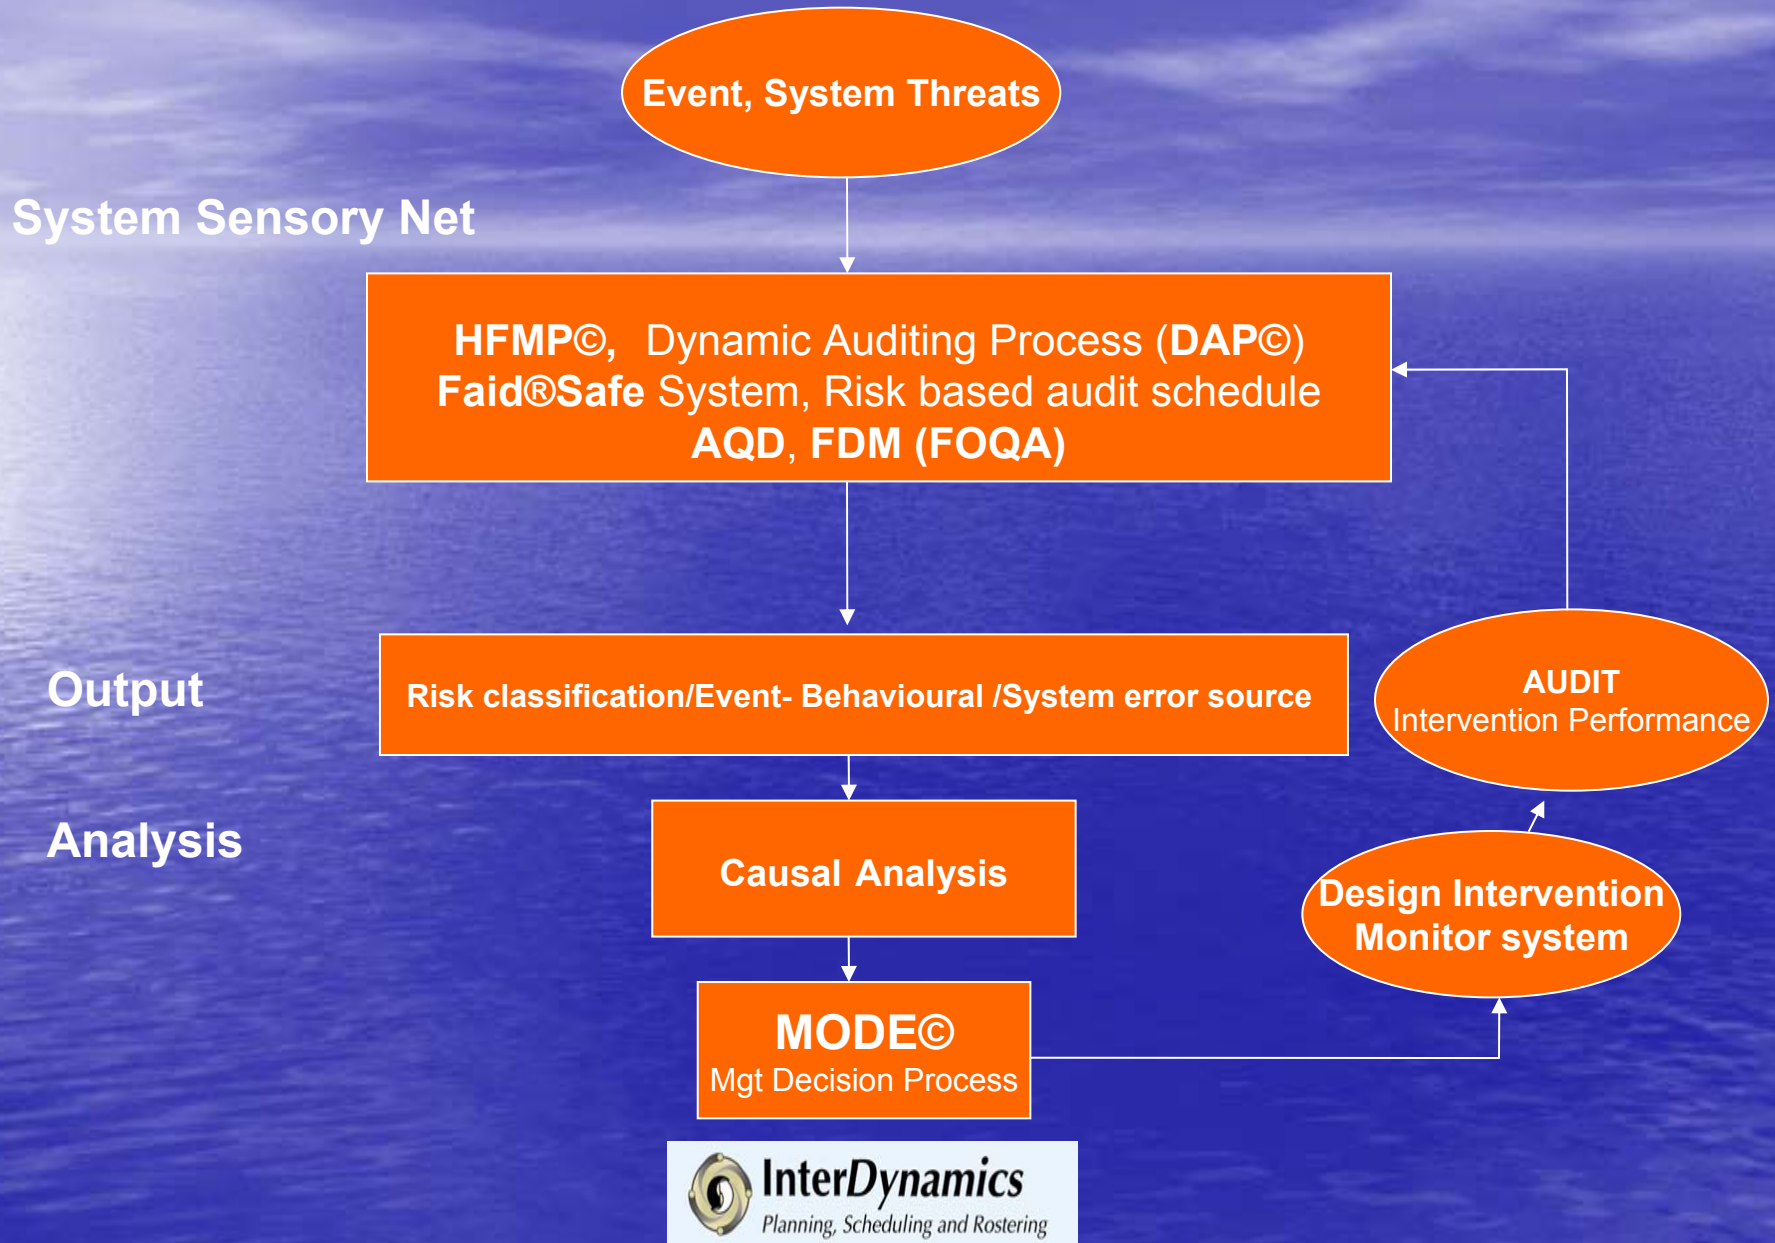 Event, System Threats
System Sensory Net
HFMP©, Dynamic Auditing Process (DAP©)
Faid®Safe System, Risk based audit schedule
AQD, FDM (FOQA)
Output
Risk classification/Event- Behavioural /System error source
AUDIT
Intervention Performance
Analysis
Causal Analysis
Design Intervention
Monitor system
MODE©
Mgt Decision Process
InterDynamics
Planning, Scheduling and Rostering